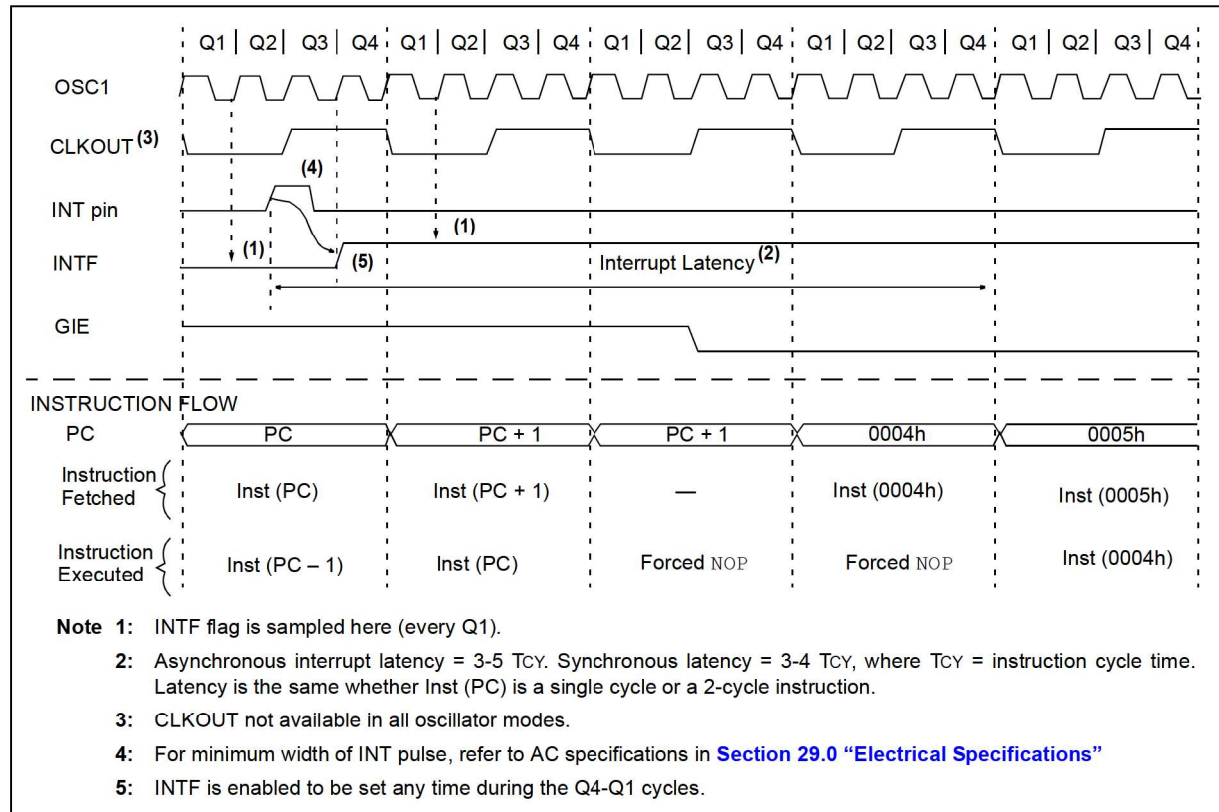 Q1 | Q2 | Q3 | Q4 Q1 | Q2 | Q3 | Q4 Q1 | Q2 | Q3 | Q4 Q1 | Q2 | Q3 | Q4 Q1 | Q2 | Q3 | Q4
OSC1
CLKOUT (3)
(4)
INT pin
(1) (1)
INTF (5) Interrupt Latency (2)
GIE
INSTRUCTION FLOW
PC PC PC + 1 PC + 1 0004h 0005h
Instruction
Fetched Inst (PC) Inst (PC + 1) — Inst (0004h) Inst (0005h)
Instruction
Executed Inst (PC – 1) Inst (PC) Forced NOP Forced NOP Inst (0004h)
Note 1: INTF flag is sampled here (every Q1).
2: Asynchronous interrupt latency = 3-5 TCY. Synchronous latency = 3-4 TCY, where TCY = instruction cycle time.
Latency is the same whether Inst (PC) is a single cycle or a 2-cycle instruction.
3: CLKOUT not available in all oscillator modes.
4: For minimum width of INT pulse, refer to AC specifications in Section 29.0 “Electrical Specifications”
5: INTF is enabled to be set any time during the Q4-Q1 cycles.